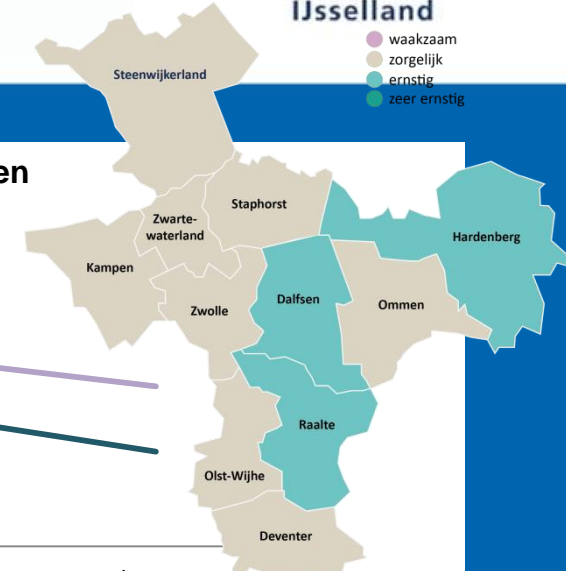 IJsselland
waakzaam
zorgelijk
ernstig
zeer ernstig
Steenwijkerland
en
Staphorst
Zwarte-
waterland
Hardenberg
Kampen
Dalfsen
Ommen
Zwolle
Raalte
Olst-Wijhe
Deventer